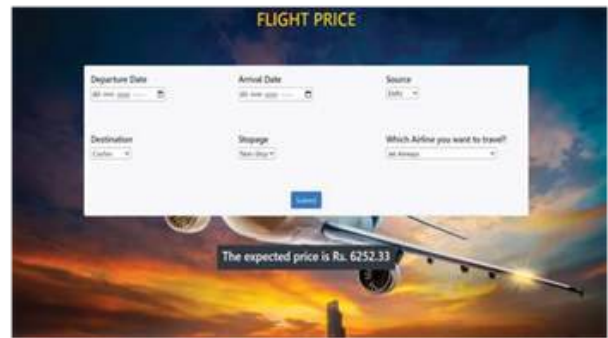 FLIGHT PRICE
Departure Date Arrival Date Source
Delhi
Destination Stopage Which Airline you want to travel?
Cochin Non-Stop Jet Airways
Submit
The expected price is Rs. 6252.33